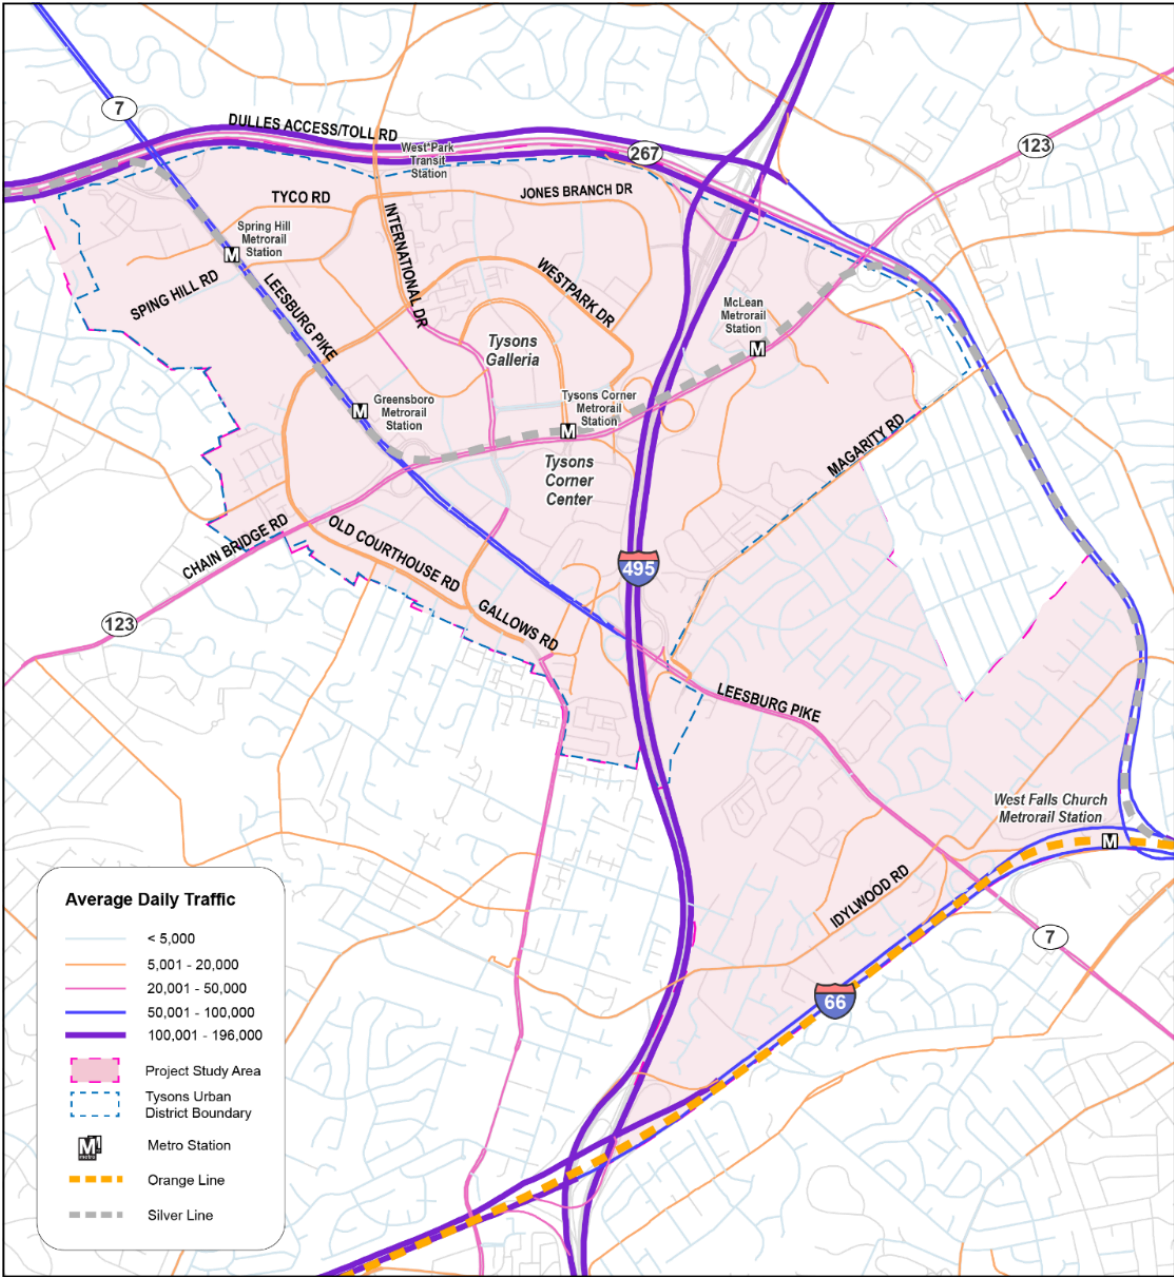 7
DULLES ACCESS/TOLL RD
West Park
Transit
Station
267
123
TYCO RD
JONES BRANCH DR
Spring Hill
Metrorail
Station
M
INTERNATIONAL DR
SPING HILL RD
LEESBURG PIKE
WESTPARK DR
McLean
Metrorail
Station
M
Tysons
Galleria
Greensboro
Metrorail
Station
M
Tysons Corner
Metrorail
Station
M
MAGARITY RD
Tysons
Corner
Center
CHAIN BRIDGE RD
OLD COURTHOUSE RD
495
GALLOWS RD
123
LEESBURG PIKE
West Falls Church
Metrorail Station
M
IDYLWOOD RD
7
66
Average Daily Traffic
< 5,000
5,001 - 20,000
20,001 - 50,000
50,001 - 100,000
100,001 - 196,000
Project Study Area
Tysons Urban
District Boundary
M
Metro Station
Orange Line
Silver Line